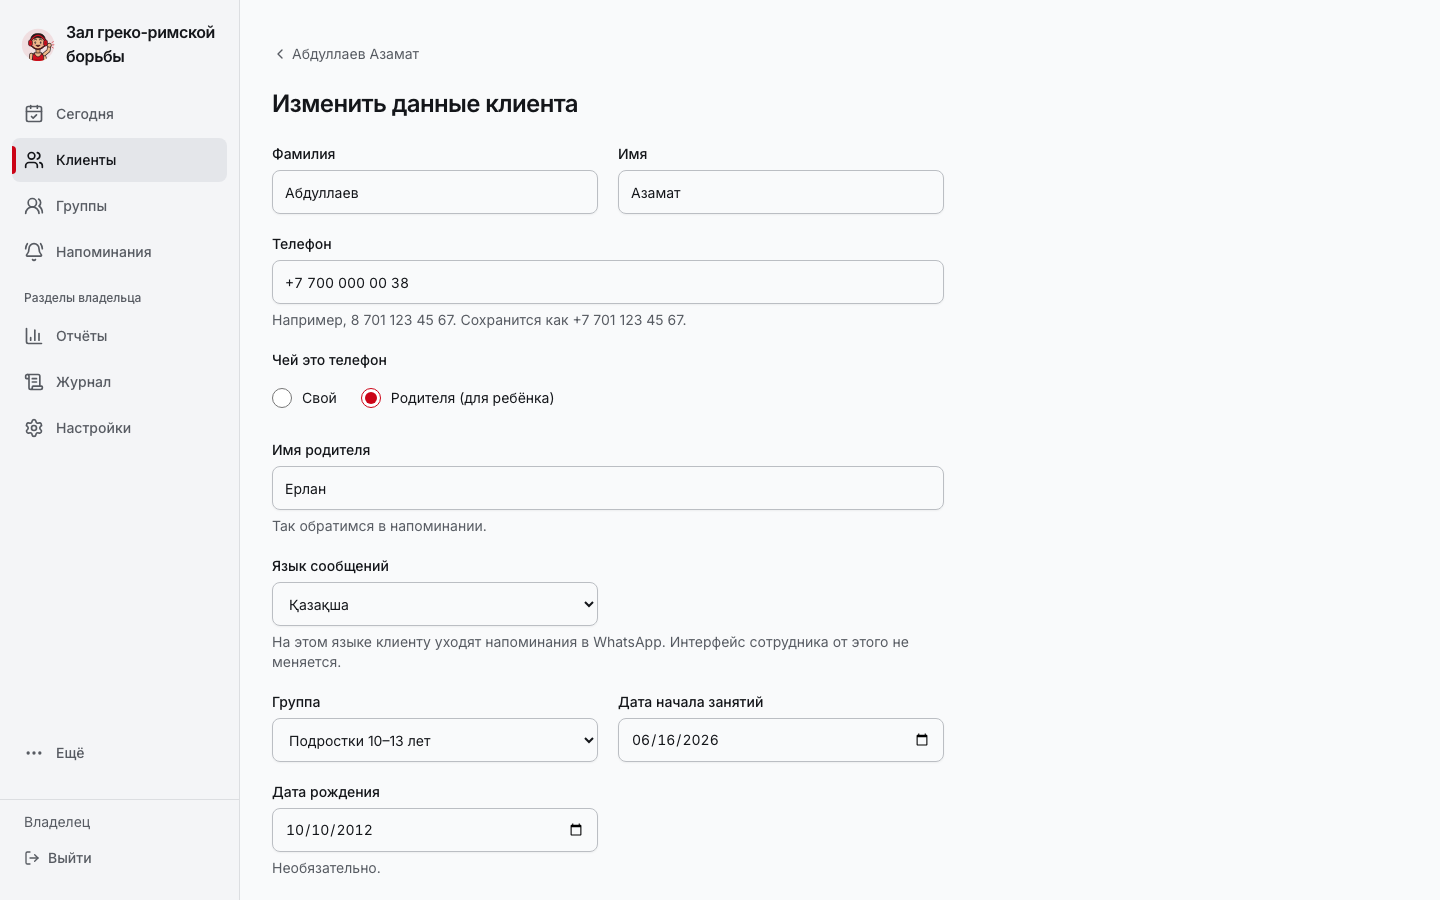 Зал греко-римской
борьбы
Сегодня
Клиенты
Группы
Напоминания
Разделы владельца
Отчёты
Журнал
Настройки
Ещё
Владелец
Выйти
Абдуллаев Азамат
Изменить данные клиента
Фамилия
Имя
Абдуллаев
Азамат
Телефон
+7 700 000 00 38
Например, 8 701 123 45 67. Сохранится как +7 701 123 45 67.
Чей это телефон
Свой
Родителя (для ребёнка)
Имя родителя
Ерлан
Так обратимся в напоминании.
Язык сообщений
Қазақша
На этом языке клиенту уходят напоминания в WhatsApp. Интерфейс сотрудника от этого не
меняется.
Группа
Дата начала занятий
Подростки 10–13 лет
06/16/2026
Дата рождения
10/10/2012
Необязательно.